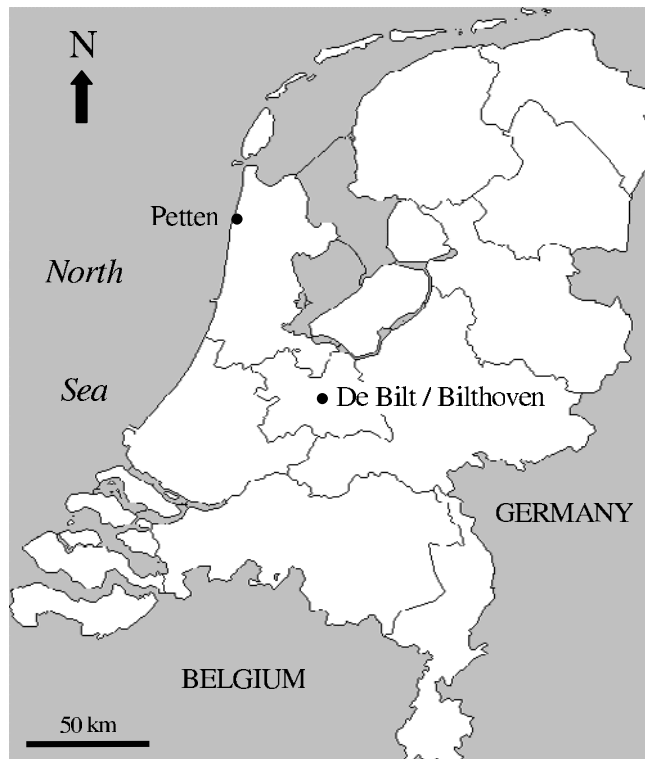 N
Petten
North
Sea
De Bilt / Bilthoven
GERMANY
BELGIUM
50 km